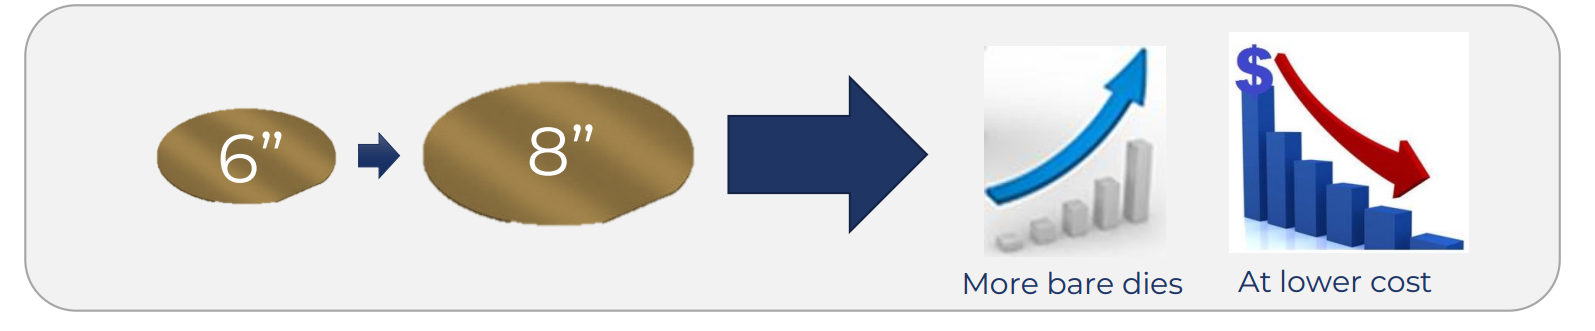 6”
8”
$
More bare dies
At lower cost